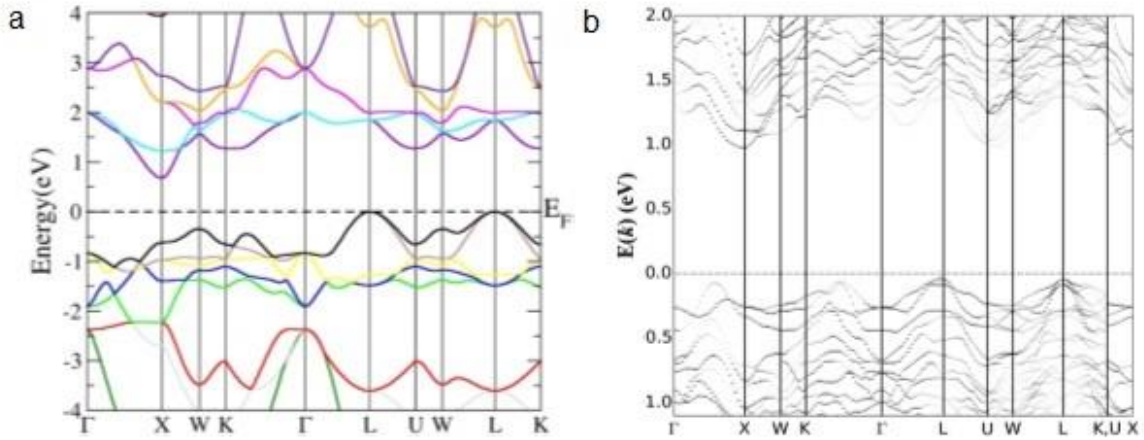 a
Energy(eV)
4
3
2
1
0
-1
-2
-3
-4
E_F
Γ X W K Γ L U W L K
b
E(k) (eV)
2.0
1.5
1.0
0.5
0.0
0.5
1.0
Γ X W K Γ L U W L K,U X